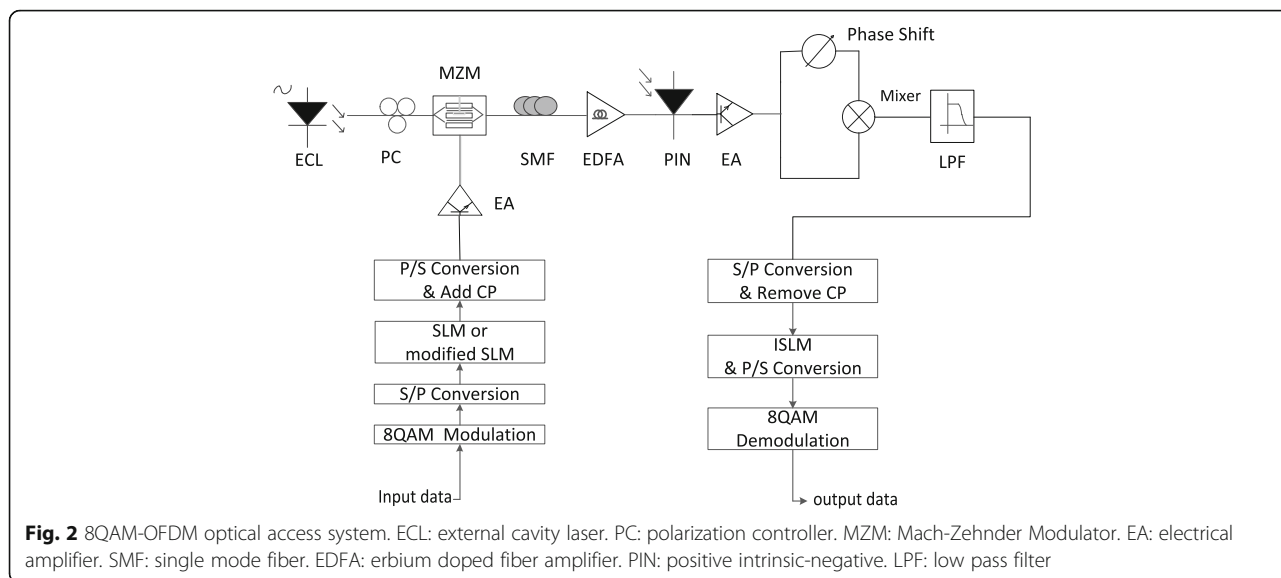 Phase Shift
MZM
Mixer
ECL
PC
SMF
EDFA
PIN
EA
LPF
EA
P/S Conversion
& Add CP
SLM or
modified SLM
S/P Conversion
8QAM Modulation
Input data
S/P Conversion
& Remove CP
ISLM
& P/S Conversion
8QAM
Demodulation
output data
Fig. 2 8QAM-OFDM optical access system. ECL: external cavity laser. PC: polarization controller. MZM: Mach-Zehnder Modulator. EA: electrical
amplifier. SMF: single mode fiber. EDFA: erbium doped fiber amplifier. PIN: positive intrinsic-negative. LPF: low pass filter